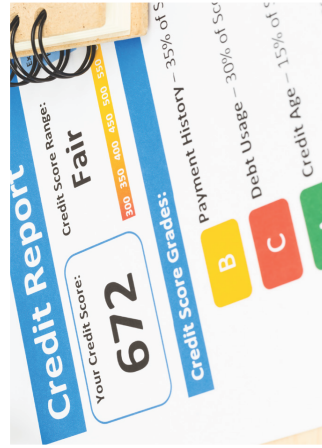 Credit Report
Your Credit Score:
672
Credit Score Range:
Fair
300 350 400 450 500 550
Credit Score Grades:
B
Payment History – 35% of S
C
Debt Usage – 30% of Sc
Credit Age – 15% of S